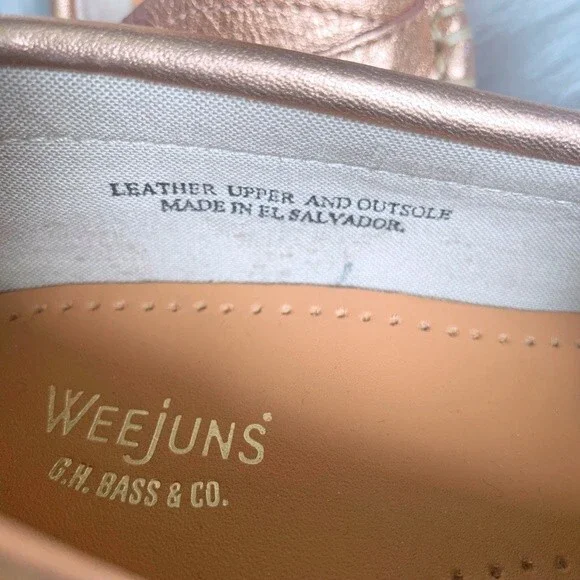 LEATHER UPPER AND OUTSOLE
MADE IN EL SALVADOR.
WEEJUNS®
G.H. BASS & CO.